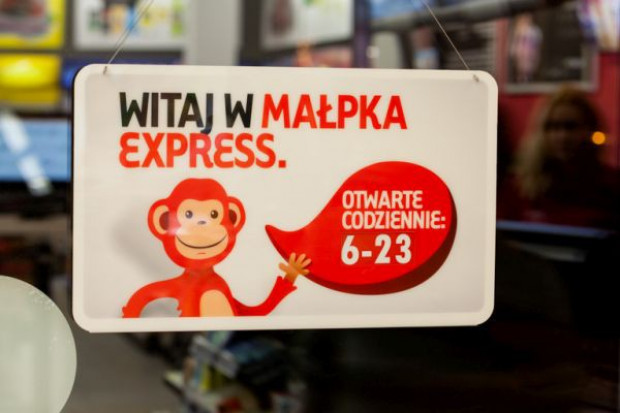 WITAJ W MAŁPKA
EXPRESS.
OTWARTE
CODZIENNIE:
6-23